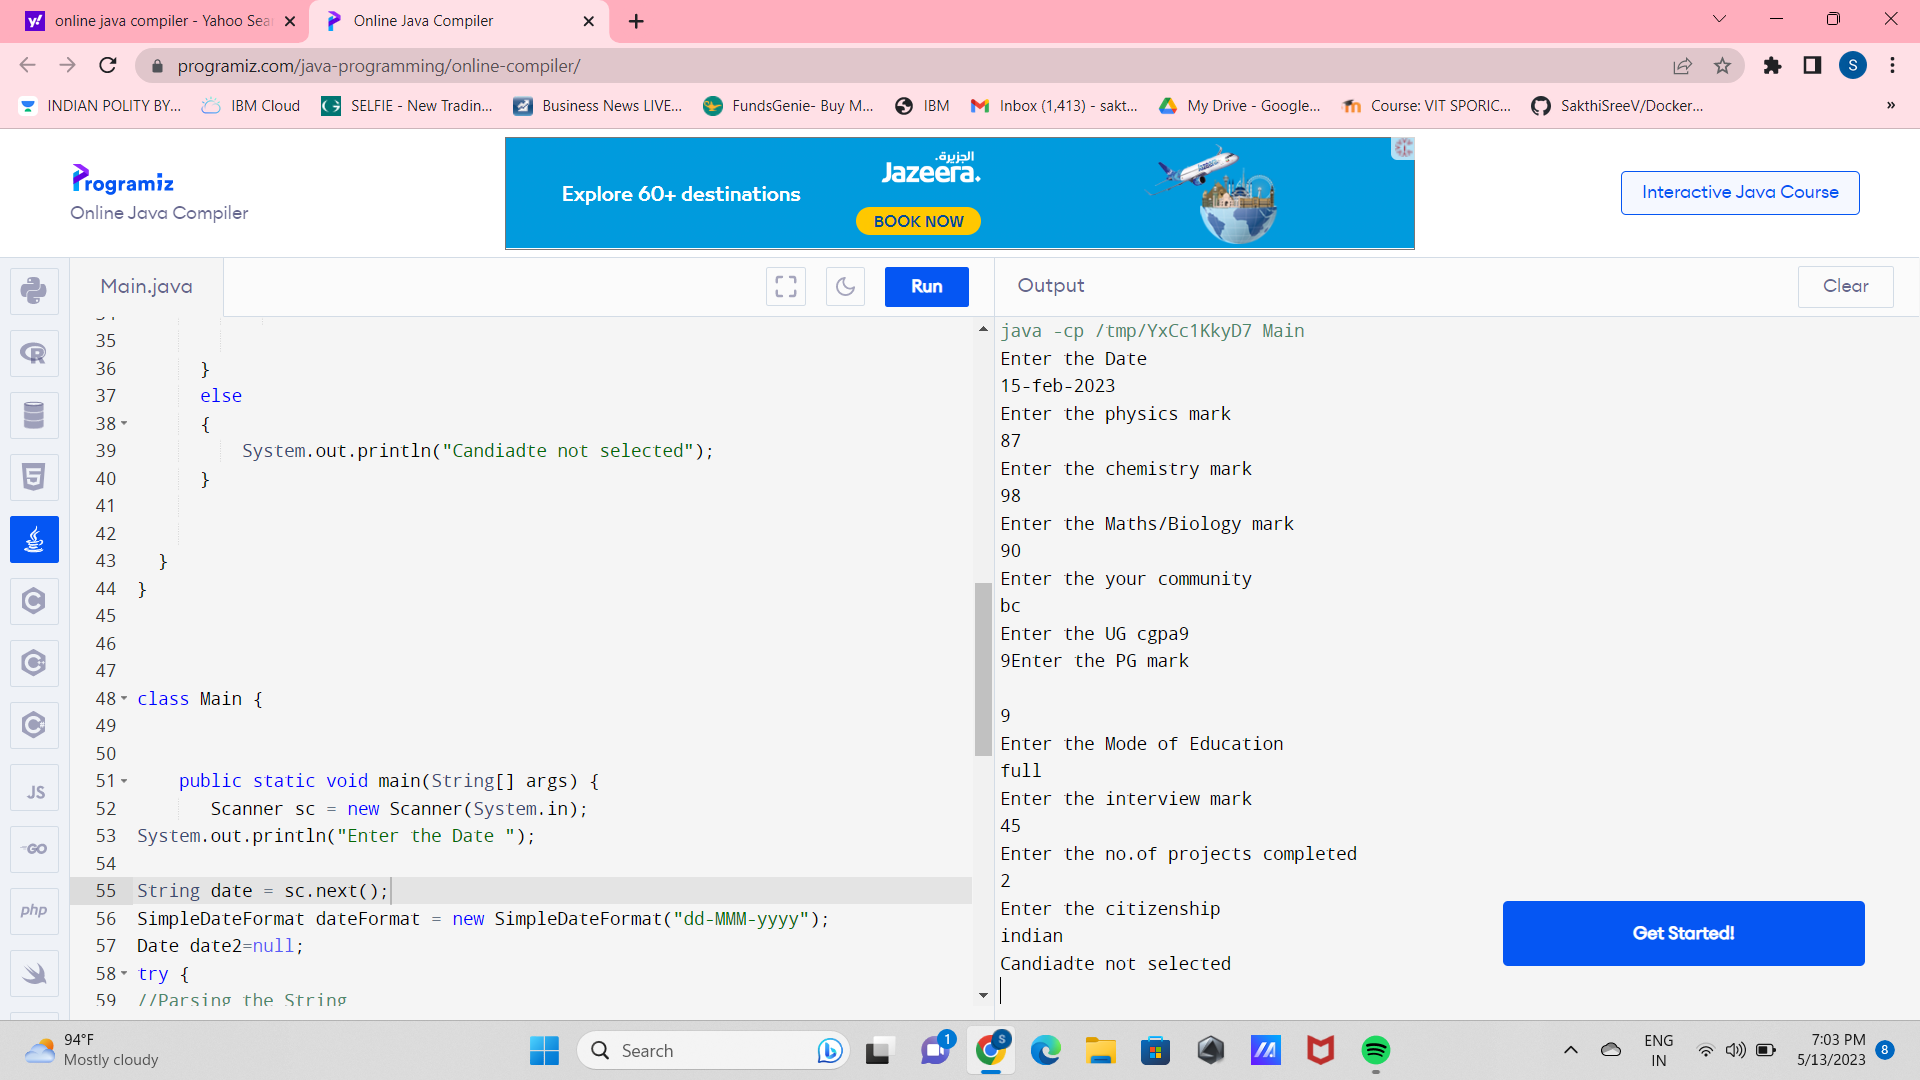 online java compiler - Yahoo Sea
Online Java Compiler
programiz.com/java-programming/online-compiler/
S
INDIAN POLITY BY...
IBM Cloud
SELFIE - New Tradin...
Business News LIVE...
FundsGenie- Buy M...
IBM
Inbox (1,413) - sakt...
My Drive - Google...
Course: VIT SPORIC...
SakthiSreeV/Docker...
»
Programiz
Online Java Compiler
Explore 60+ destinations
الجزيرة.
Jazeera.
BOOK NOW
Interactive Java Course
Main.java
Run
Output
Clear
35
36 }
37 else
38 {
39 System.out.println("Candiadte not selected");
40 }
41
42
43 }
44 }
45
46
47
48 class Main {
49
50
51 public static void main(String[] args) {
52 Scanner sc = new Scanner(System.in);
53 System.out.println("Enter the Date ");
54
55 String date = sc.next();
56 SimpleDateFormat dateFormat = new SimpleDateFormat("dd-MMM-yyyy");
57 Date date2=null;
58 try {
59 //Parsing the String
java -cp /tmp/YxCc1KkyD7 Main
Enter the Date
15-feb-2023
Enter the physics mark
87
Enter the chemistry mark
98
Enter the Maths/Biology mark
90
Enter the your community
bc
Enter the UG cgpa9
9Enter the PG mark
9
Enter the Mode of Education
full
Enter the interview mark
45
Enter the no.of projects completed
2
Enter the citizenship
indian
Candiadte not selected
Get Started!
JS
GO
php
94°F
Mostly cloudy
Search
1
S
ENG
IN
7:03 PM
5/13/2023
8